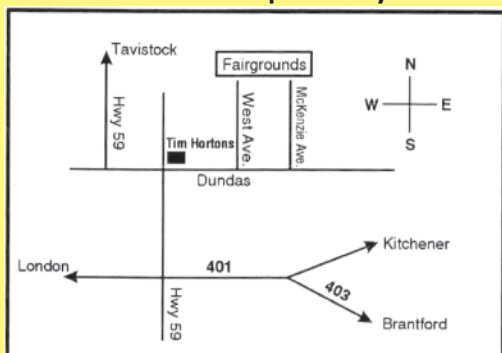 Tavistock
Fairgrounds
N
W
E
S
Hwy 59
West Ave.
McKenzie Ave.
Tim Hortons
Dundas
Kitchener
London
401
403
Hwy 59
Brantford